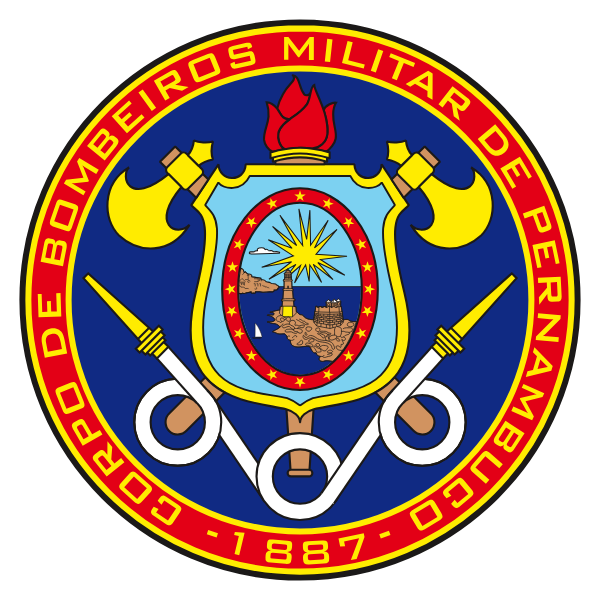 CORPO DE BOMBEIROS MILITAR DE PERNAMBUCO
-1887-